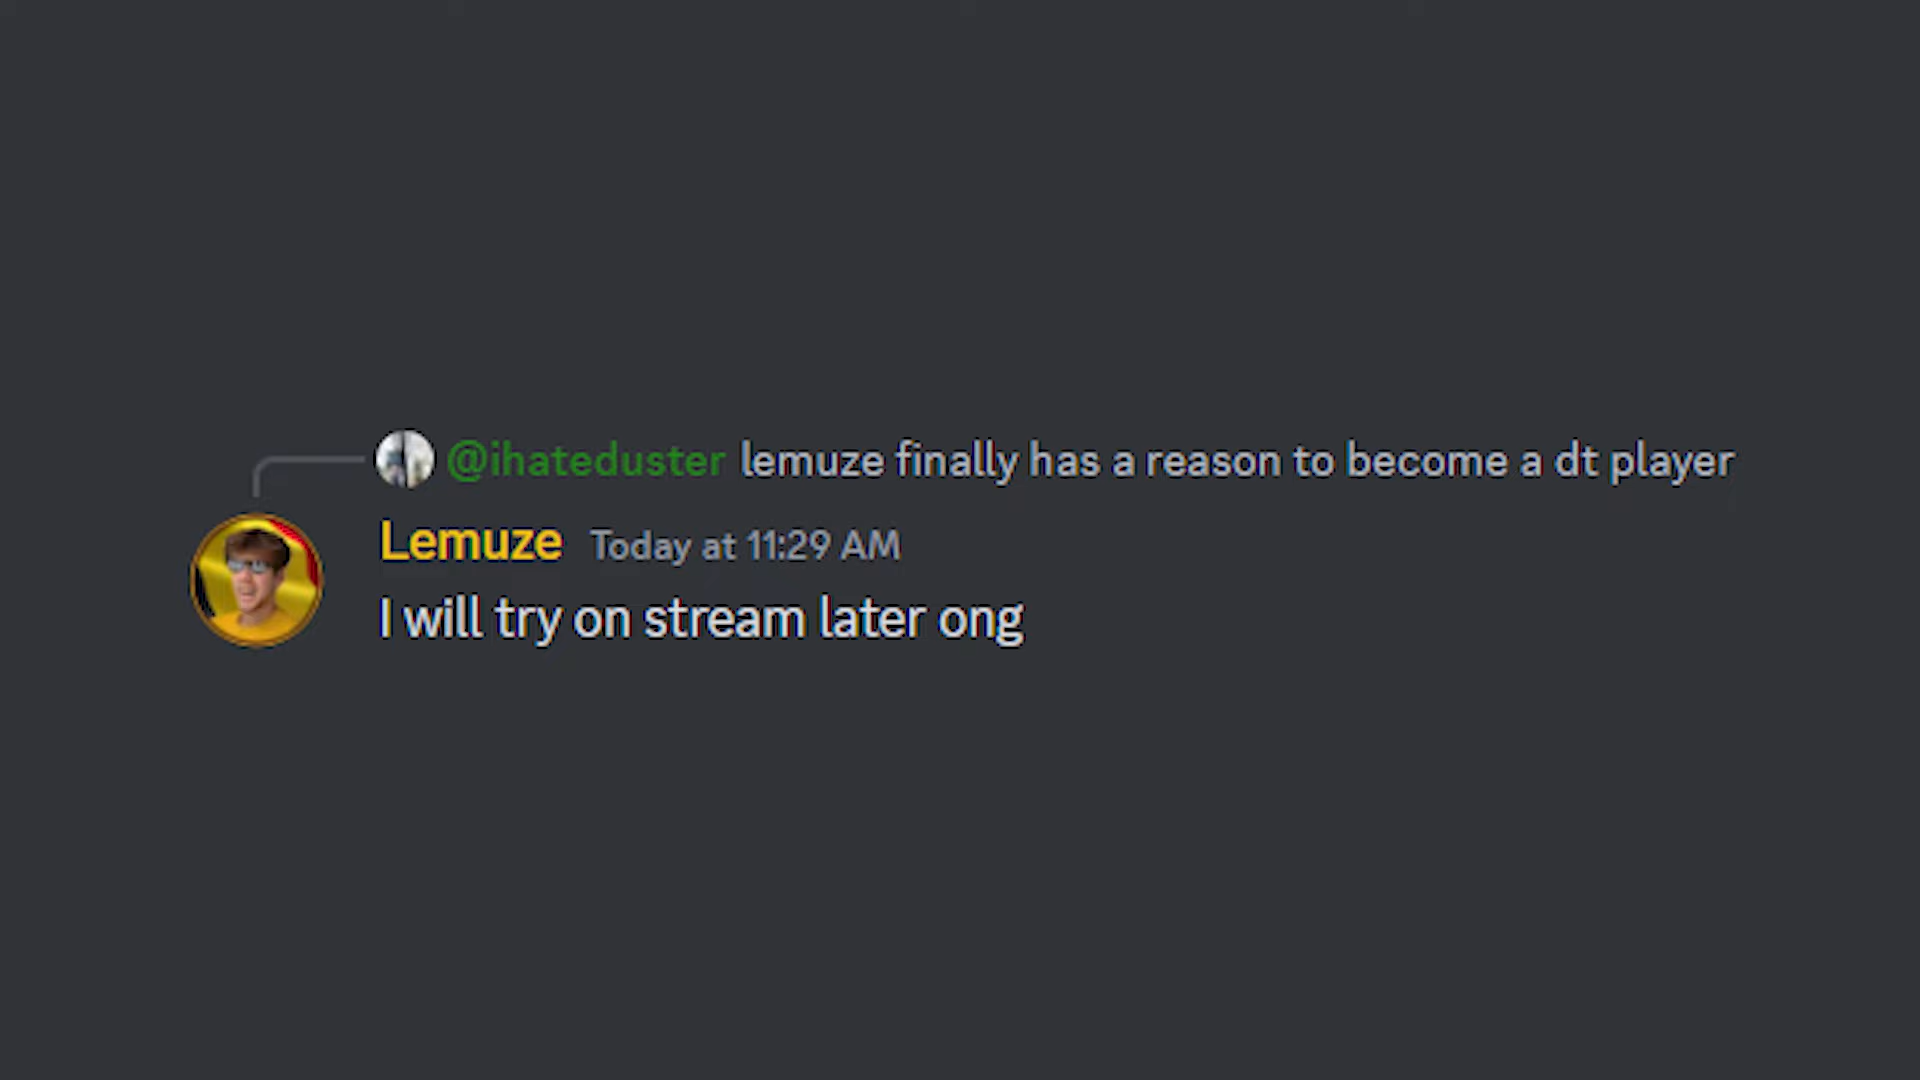 @ihateduster lemuze finally has a reason to become a dt player
Lemuze Today at 11:29 AM
I will try on stream later ong